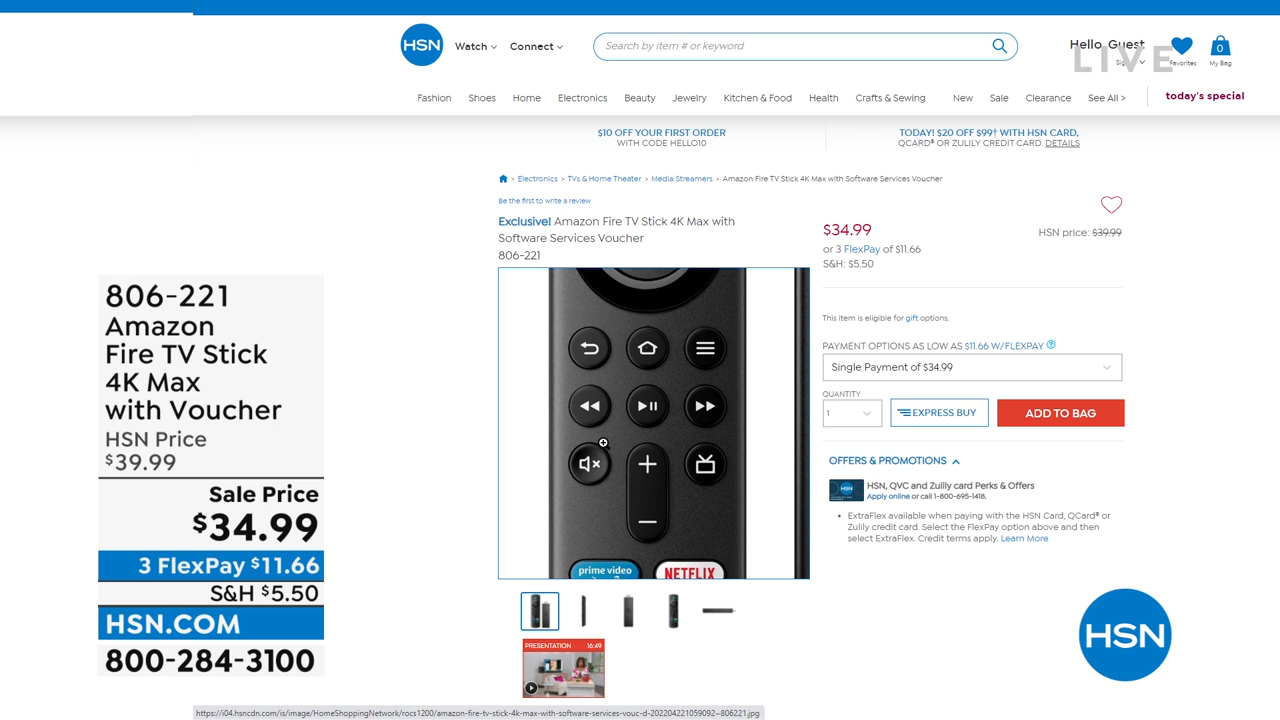 HSN
Watch
Connect
Search by item # or keyword
Hello, Guest
LIVE
Favorites
0
My Bag
Fashion Shoes Home Electronics Beauty Jewelry Kitchen & Food Health Crafts & Sewing New Sale Clearance See All > today's special
$10 OFF YOUR FIRST ORDER
WITH CODE HELLO10
TODAY! $20 OFF $99† WITH HSN CARD,
QCARD® OR ZULILY CREDIT CARD. DETAILS
> Electronics > TVs & Home Theater > Media Streamers > Amazon Fire TV Stick 4K Max with Software Services Voucher
Be the first to write a review
Exclusive! Amazon Fire TV Stick 4K Max with
Software Services Voucher
806-221
prime video
NETFLIX
PRESENTATION 16:49
$34.99
HSN price: $39.99
or 3 FlexPay of $11.66
S&H: $5.50
This item is eligible for gift options.
PAYMENT OPTIONS AS LOW AS $11.66 W/FLEXPAY ?
Single Payment of $34.99
QUANTITY
1
EXPRESS BUY
ADD TO BAG
OFFERS & PROMOTIONS
HSN
HSN, QVC and Zulily card Perks & Offers
Apply online or call 1-800-695-1418.
• ExtraFlex available when paying with the HSN Card, QCard® or
Zulily credit card. Select the FlexPay option above and then
select ExtraFlex. Credit terms apply. Learn More
806-221
Amazon
Fire TV Stick
4K Max
with Voucher
HSN Price
$39.99
Sale Price
$34.99
3 FlexPay $11.66
S&H $5.50
HSN.COM
800-284-3100
HSN
https://i04.hsncdn.com/is/image/HomeShoppingNetwork/rocs1200/amazon-fire-tv-stick-4k-max-with-software-services-vouc-d-202204221059092~806221.jpg